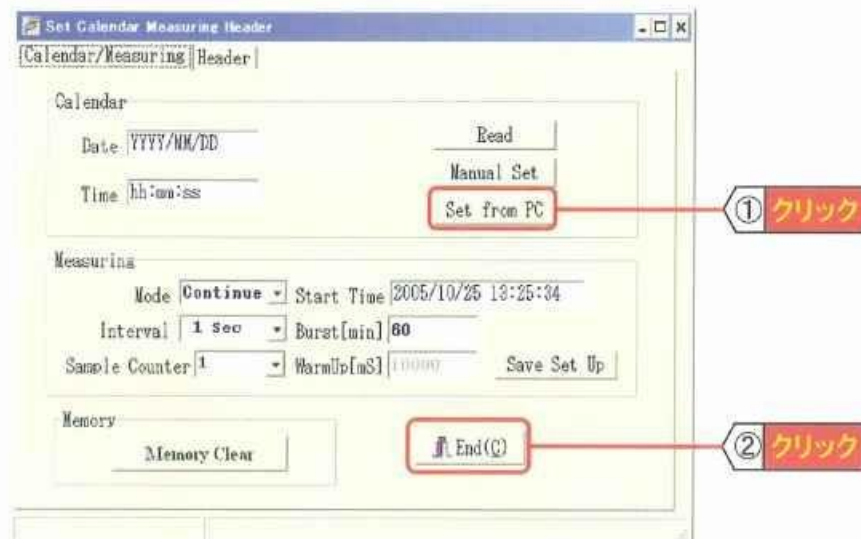 Set Calendar Measuring Header
Calendar/Measuring Header
Calendar
Date YYYY/MM/DD
Read
Manual Set
Time hh:mm:ss
Set from PC
① クリック
Measuring
Mode Continue Start Time 2005/10/25 13:25:34
Interval 1 Sec Burst[min] 60
Sample Counter 1 WarmUp[mS] 10000 Save Set Up
Memory
Memory Clear
End(C)
② クリック